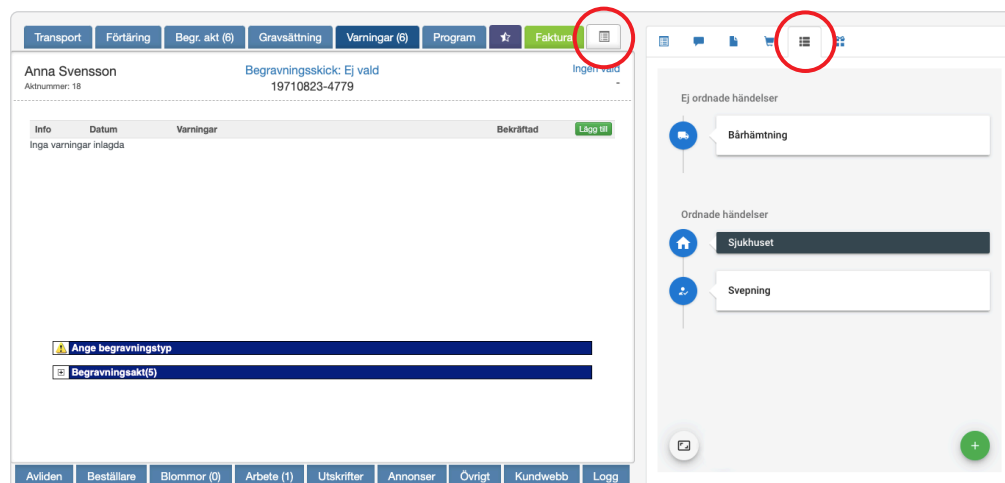 Transport Förtäring Begr. akt (6) Gravsättning Varningar (6) Program Faktura
Anna Svensson Begravningsskick: Ej vald Ingen vald
Aktnummer: 18 19710823-4779 -
Info Datum Varningar Bekräftad Lägg till
Inga varningar inlagda
Ange begravningstyp
Begravningsakt(5)
Avliden Beställare Blommor (0) Arbete (1) Utskrifter Annonser Övrigt Kundwebb Logg
Ej ordnade händelser
Bårhämtning
Ordnade händelser
Sjukhuset
Svepning